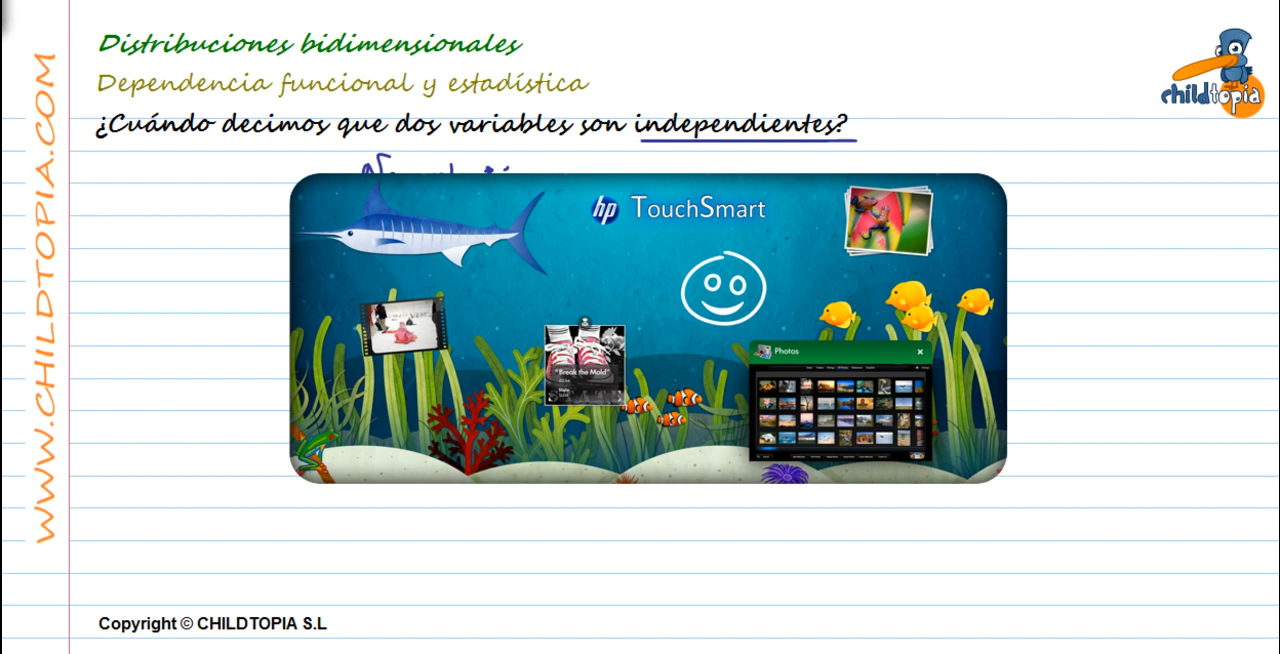 Distribuciones bidimensionales
Dependencia funcional y estadística
¿Cuándo decimos que dos variables son independientes?
childtopia
WWW.CHILDTOPIA.COM
hp TouchSmart
Photos
"Break the Mold"
Copyright © CHILDTOPIA S.L